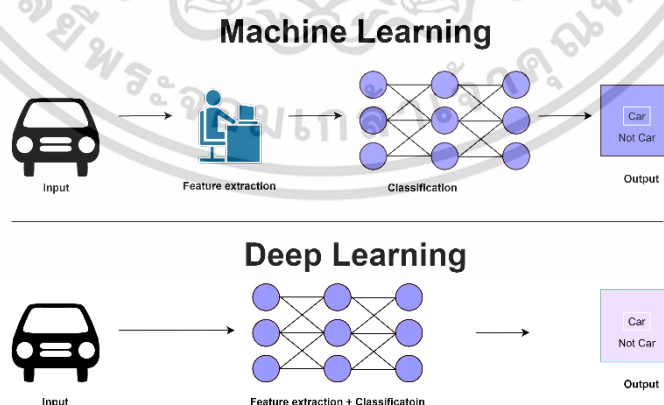 Machine Learning
Car
Not Car
Input
Feature extraction
Classification
Output
Deep Learning
Car
Not Car
Input
Feature extraction + Classificatoin
Output